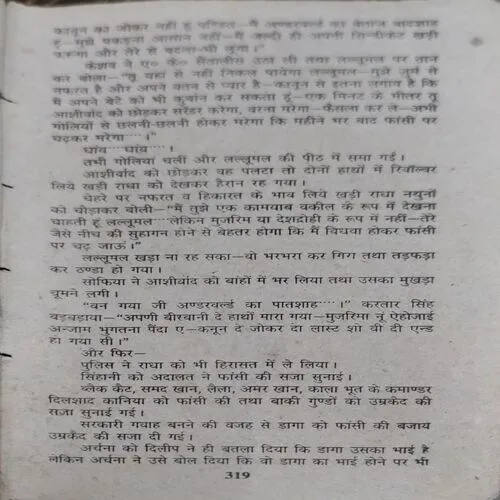 कानून का जोकर नहीं हूं पण्डित—मैं अण्डरवर्ल्ड का बेताज बादशाह
हूं—मुझे पकड़ना आसान नहीं—मैं जल्दी ही अपनी सिन्डीकेट खड़ी
करूंगा और तेरे से बदला भी लूंगा।”
केशव ने ए० के० सैंतालीस उठा ली तथा लल्लूमल पर तान
कर बोला—“तू यहां से नहीं निकल पायेगा लल्लूमल—मुझे जुर्म से
नफरत है और अपने वतन से प्यार है—कानून से इतना लगाव है कि
मैं अपने बेटे को भी कुर्बान कर सकता हूं—एक मिनट के भीतर तू
आशीर्वाद को छोड़कर सरेंडर करेगा, वरना मरेगा—फैसला कर ले—अभी
गोलियों से छलनी-छलनी होकर मरेगा कि महीने भर बाद फांसी पर
चढ़कर मरेगा....।”
धांय....धांय....।
तभी गोलियां चलीं और लल्लूमल की पीठ में समा गईं।
आशीर्वाद को छोड़कर वह पलटा तो दोनों हाथों में रिवॉल्वर
लिये खड़ी राधा को देखकर हैरान रह गया।
चेहरे पर नफरत व हिकारत के भाव लिये खड़ी राधा नथुनों
को चौड़ाकर बोली—“मैं तुझे एक कामयाब वकील के रूप में देखना
चाहती हूं लल्लूमल....लेकिन मुजरिम या देशद्रोही के रूप में नहीं—तेरे
जैसे नीच की सुहागन होने से बेहतर होगा कि मैं विधवा होकर फांसी
पर चढ़ जाऊं।”
लल्लूमल खड़ा ना रह सका—वो भरभरा कर गिरा तथा तड़फड़ा
कर ठण्डा हो गया।
सोफिया ने आशीर्वाद को बांहों में भर लिया तथा उसका मुखड़ा
चूमने लगी।
“बन गया जी अण्डरवर्ल्ड का पातशाह....।” करतार सिंह
बड़बड़ाया—“अपणी बीरबानी दे हाथों मारा गया—मुजरिमा नूं ऐहोजाई
अन्जाम भुगतना पैंदा ए—कनून दे जोकर दा लास्ट शो वी दी एन्ड
हो गया सी।”
और फिर—
पुलिस ने राधा को भी हिरासत में ले लिया।
सिंहानी को अदालत ने फांसी की सजा सुनाई।
ब्लैक कैट, समद खान, लैला, अमर खान, काला भूत के कमाण्डर
दिलशाद कानिया को फांसी की तथा बाकी गुण्डों को उम्रकैद की
सजा सुनाई गई।
सरकारी गवाह बनने की वजह से डागा को फांसी की बजाय
उम्रकैद की सजा दी गई।
अर्चना को दिलीप ने ही बतला दिया कि डागा उसका भाई है
लेकिन अर्चना ने उसे बोल दिया कि वो डागा का भाई होने पर भी
319